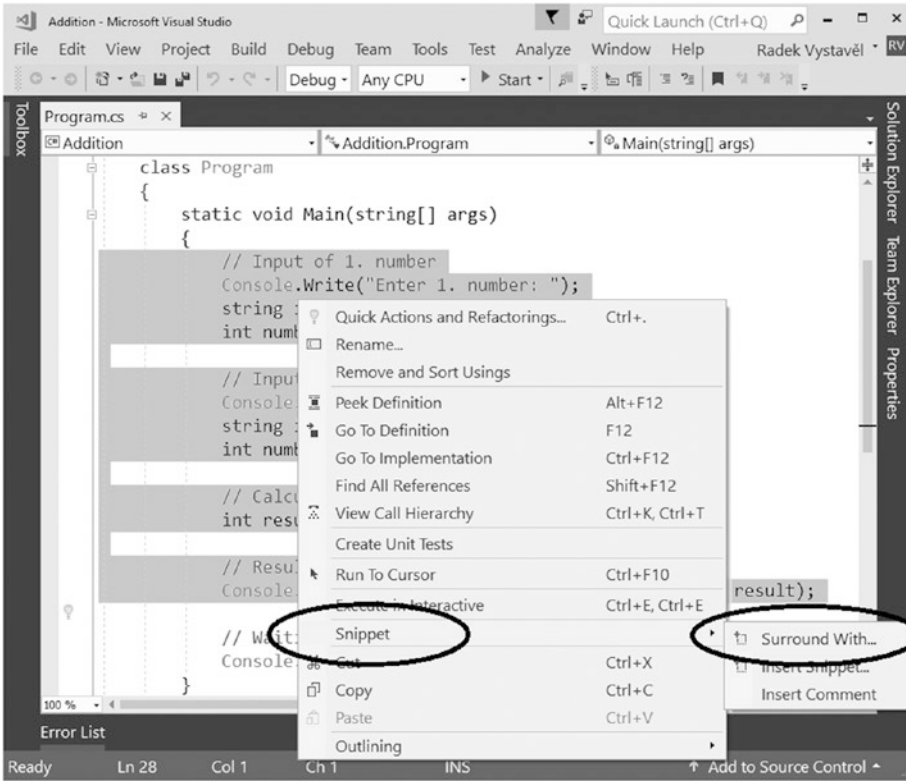 Addition - Microsoft Visual Studio
Quick Launch (Ctrl+Q)
File Edit View Project Build Debug Team Tools Test Analyze Window Help Radek Vystavěl RV
Debug Any CPU Start
Toolbox
Program.cs
Addition Addition.Program Main(string[] args)
class Program
{
static void Main(string[] args)
{
// Input of 1. number
Console.Write("Enter 1. number: ");
string
int
// Input
Console.
string
int
// 
Console.
int
//
result);
//
Console.
}
Quick Actions and Refactorings... Ctrl+.
Rename...
Remove and Sort Usings
Peek Definition Alt+F12
Go To Definition F12
Go To Implementation Ctrl+F12
Find All References Shift+F12
View Call Hierarchy Ctrl+K, Ctrl+T
Create Unit Tests
Run To Cursor Ctrl+F10
Execute in Interactive Ctrl+E, Ctrl+E
Snippet
Cut Ctrl+X
Copy Ctrl+C
Paste Ctrl+V
Outlining
Surround With...
Insert Snippet...
Insert Comment
Solution Explorer
Team Explorer
Properties
100 %
Error List
Ready Ln 28 Col 1 Ch 1 INS Add to Source Control